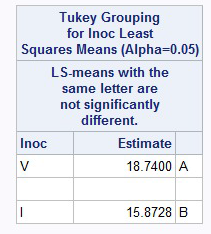 Tukey Grouping
for Inoc Least
Squares Means (Alpha=0.05)
LS-means with the
same letter are
not significantly
different.
Inoc Estimate
V 18.7400 A
I 15.8728 B